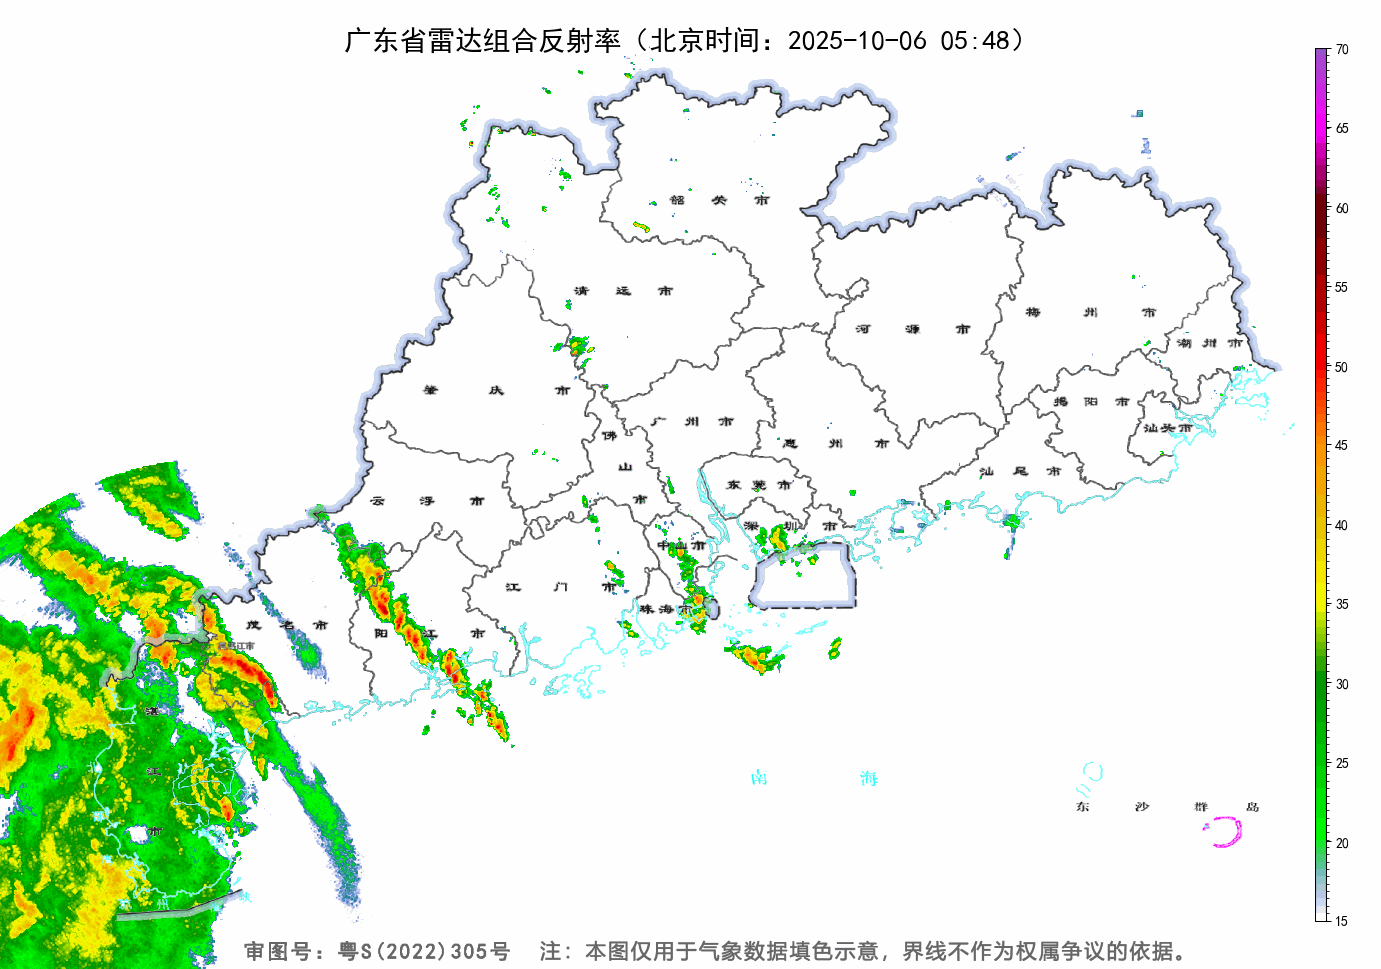 广东省雷达组合反射率（北京时间：2025-10-06 05:48）
70
65
60
55
50
45
40
35
30
25
20
15
韶关市
清远市
河源市
梅州市
潮州市
肇庆市
广州市
揭阳市
佛山市
惠州市
汕头市
云浮市
东莞市
汕尾市
深圳市
中山市
江门市
珠海市
茂名市
阳江市
湛江市
南海
东沙群岛
审图号：粤S(2022)305号 注：本图仅用于气象数据填色示意，界线不作为权属争议的依据。